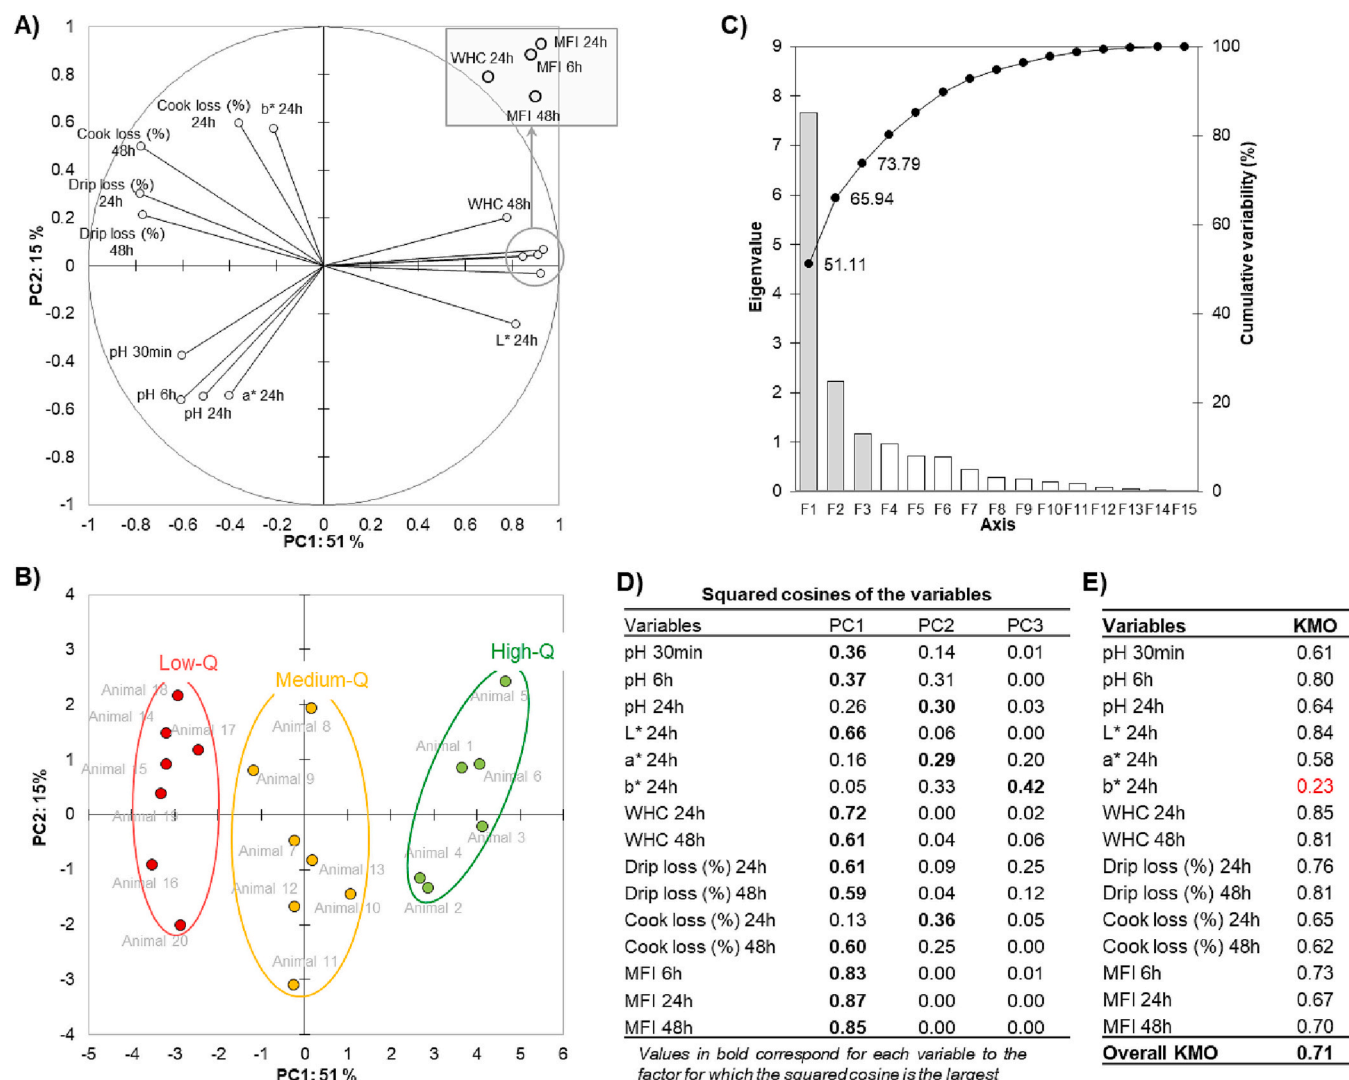 A)
1
0.8
0.6
0.4
0.2
0
-0.2
-0.4
-0.6
-0.8
-1
PC2: 15 %
MFI 24h
WHC 24h
MFI 6h
MFI 48h
Cook loss (%)
24h
b* 24h
Cook loss (%)
48h
Drip loss (%)
24h
Drip loss (%)
48h
WHC 48h
L* 24h
pH 30min
pH 6h
pH 24h
a* 24h
-1 -0.8 -0.6 -0.4 -0.2 0 0.2 0.4 0.6 0.8 1
PC1: 51 %
C)
9
8
7
6
5
4
3
2
1
0
Eigenvalue
100
80
60
40
20
0
Cumulative variability (%)
73.79
65.94
51.11
F1 F2 F3 F4 F5 F6 F7 F8 F9 F10 F11 F12 F13 F14 F15
Axis
B)
4
3
2
1
0
-1
-2
-3
-4
PC2: 15%
Low-Q
Medium-Q
High-Q
Animal 18
Animal 14
Animal 17
Animal 15
Animal 19
Animal 16
Animal 20
Animal 8
Animal 9
Animal 7
Animal 13
Animal 12
Animal 10
Animal 11
Animal 5
Animal 1
Animal 6
Animal 3
Animal 4
Animal 2
-5 -4 -3 -2 -1 0 1 2 3 4 5 6
PC1: 51 %
D)
Squared cosines of the variables
Variables PC1 PC2 PC3
pH 30min 0.36 0.14 0.01
pH 6h 0.37 0.31 0.00
pH 24h 0.26 0.30 0.03
L* 24h 0.66 0.06 0.00
a* 24h 0.16 0.29 0.20
b* 24h 0.05 0.33 0.42
WHC 24h 0.72 0.00 0.02
WHC 48h 0.61 0.04 0.06
Drip loss (%) 24h 0.61 0.09 0.25
Drip loss (%) 48h 0.59 0.04 0.12
Cook loss (%) 24h 0.13 0.36 0.05
Cook loss (%) 48h 0.60 0.25 0.00
MFI 6h 0.83 0.00 0.01
MFI 24h 0.87 0.00 0.00
MFI 48h 0.85 0.00 0.00
Values in bold correspond for each variable to the
factor for which the squared cosine is the largest
E)
Variables KMO
pH 30min 0.61
pH 6h 0.80
pH 24h 0.64
L* 24h 0.84
a* 24h 0.58
b* 24h 0.23
WHC 24h 0.85
WHC 48h 0.81
Drip loss (%) 24h 0.76
Drip loss (%) 48h 0.81
Cook loss (%) 24h 0.65
Cook loss (%) 48h 0.62
MFI 6h 0.73
MFI 24h 0.67
MFI 48h 0.70
Overall KMO 0.71